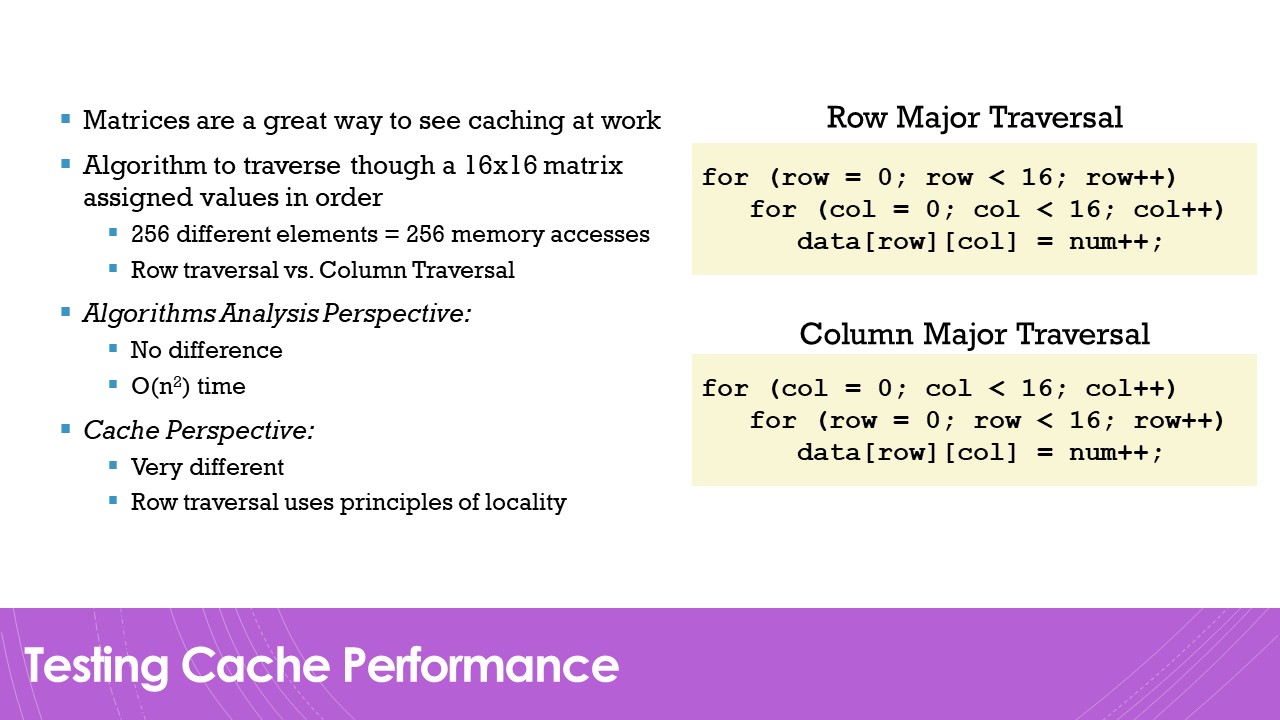 Matrices are a great way to see caching at work
Algorithm to traverse though a 16x16 matrix
assigned values in order
256 different elements = 256 memory accesses
Row traversal vs. Column Traversal
Algorithms Analysis Perspective:
No difference
O(n²) time
Cache Perspective:
Very different
Row traversal uses principles of locality
Row Major Traversal
for (row = 0; row < 16; row++)
for (col = 0; col < 16; col++)
data[row][col] = num++;
Column Major Traversal
for (col = 0; col < 16; col++)
for (row = 0; row < 16; row++)
data[row][col] = num++;
Testing Cache Performance